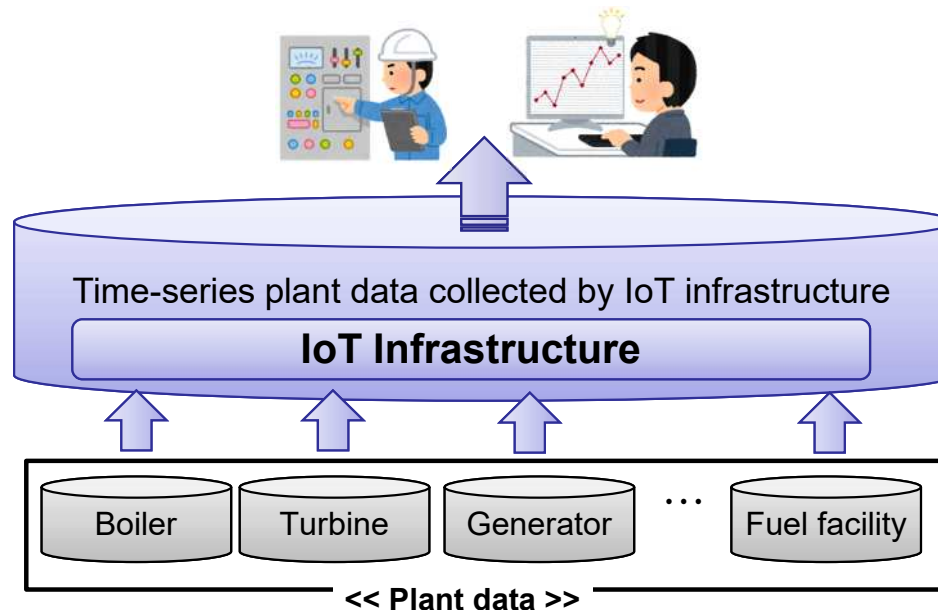 Time-series plant data collected by IoT infrastructure
IoT Infrastructure
Boiler
Turbine
Generator
…
Fuel facility
<< Plant data >>